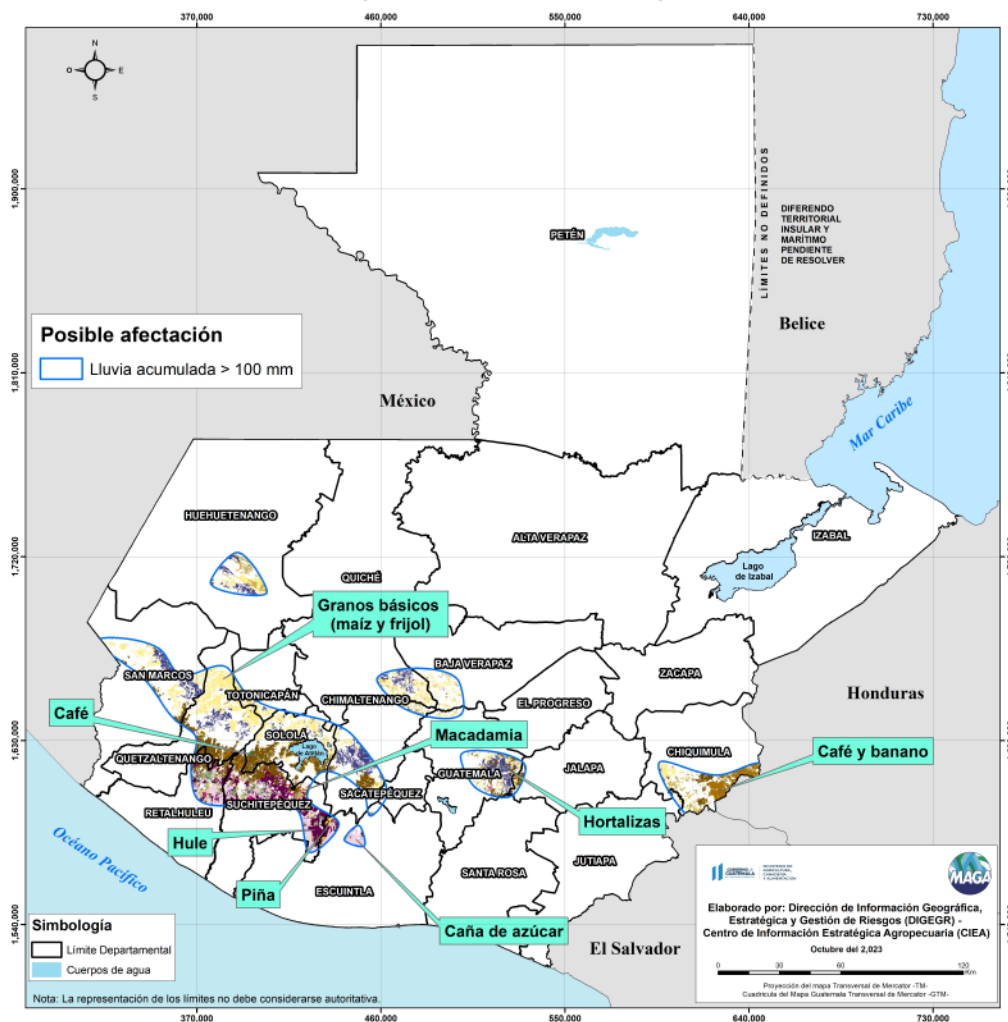 370,000
460,000
550,000
640,000
730,000
N
O
E
S
1,900,000
1,810,000
1,720,000
1,630,000
1,540,000
LÍMITES NO DEFINIDOS
DIFERENDO
TERRITORIAL
INSULAR Y
MARÍTIMO
PENDIENTE
DE RESOLVER
PETÉN
Belice
Posible afectación
Lluvia acumulada > 100 mm
México
Mar Caribe
HUEHUETENANGO
ALTA VERAPAZ
IZABAL
Lago
de Izabal
QUICHÉ
Granos básicos
(maíz y frijol)
SAN MARCOS
TOTONICAPÁN
BAJA VERAPAZ
ZACAPA
CHIMALTENANGO
EL PROGRESO
Honduras
Café
SOLOLÁ
Lago
de Atitlán
Macadamia
QUETZALTENANGO
GUATEMALA
JALAPA
CHIQUIMULA
Café y banano
SACATEPÉQUEZ
RETALHULEU
SUCHITEPÉQUEZ
Hortalizas
Océano Pacífico
Hule
Piña
ESCUINTLA
SANTA ROSA
JUTIAPA
Caña de azúcar
El Salvador
Simbología
Límite Departamental
Cuerpos de agua
Nota: La representación de los límites no debe considerarse autoritativa.
GUATEMALA
MINISTERIO DE
AGRICULTURA,
GANADERÍA
Y ALIMENTACIÓN
MAGA
Elaborado por: Dirección de Información Geográfica,
Estratégica y Gestión de Riesgos (DIGEGR) -
Centro de Información Estratégica Agropecuaria (CIEA)
Octubre del 2,023
0 30 60 120
Km
Proyección del mapa Transversal de Mercator -TM-
Cuadrícula del Mapa Guatemala Transversal de Mercator -GTM-
370,000
460,000
550,000
640,000
730,000